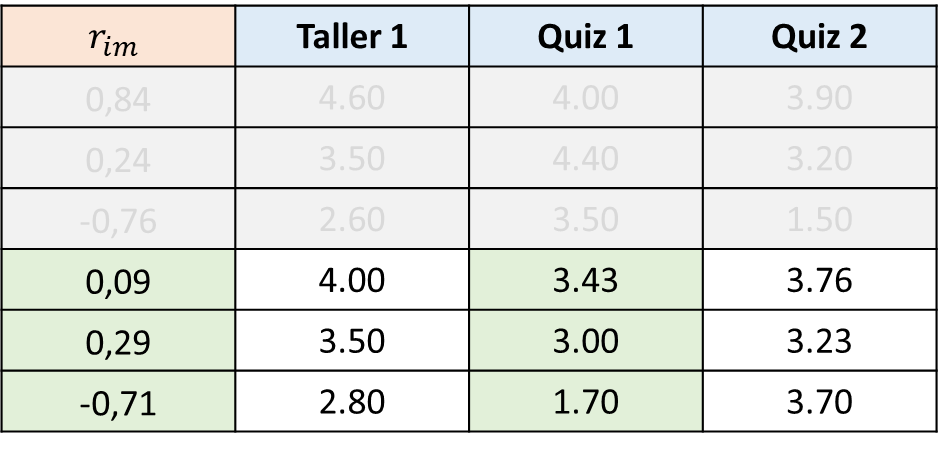 r_im Taller 1 Quiz 1 Quiz 2
0,84 4.60 4.00 3.90
0,24 3.50 4.40 3.20
-0,76 2.60 3.50 1.50
0,09 4.00 3.43 3.76
0,29 3.50 3.00 3.23
-0,71 2.80 1.70 3.70